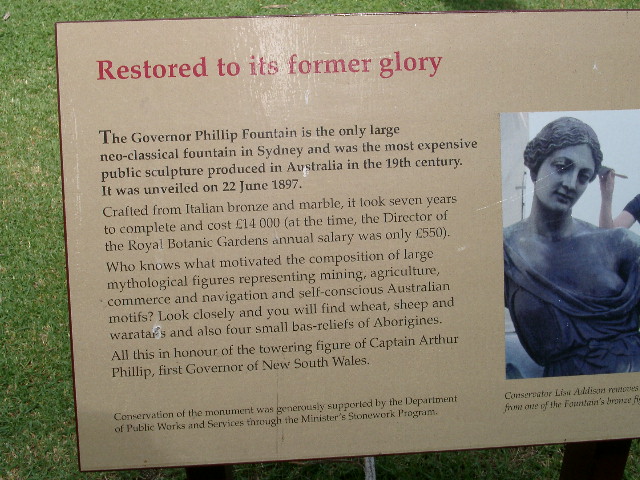 Restored to its former glory
The Governor Phillip Fountain is the only large
neo-classical fountain in Sydney and was the most expensive
public sculpture produced in Australia in the 19th century.
It was unveiled on 22 June 1897.
Crafted from Italian bronze and marble, it took seven years
to complete and cost £14 000 (at the time, the Director of
the Royal Botanic Gardens annual salary was only £550).
Who knows what motivated the composition of large
mythological figures representing mining, agriculture,
commerce and navigation and self-conscious Australian
motifs? Look closely and you will find wheat, sheep and
waratahs and also four small bas-reliefs of Aborigines.
All this in honour of the towering figure of Captain Arthur
Phillip, first Governor of New South Wales.
Conservation of the monument was generously supported by the Department
of Public Works and Services through the Minister's Stonework Program.
Conservator Lisa Addison removes
from one of the Fountain's bronze